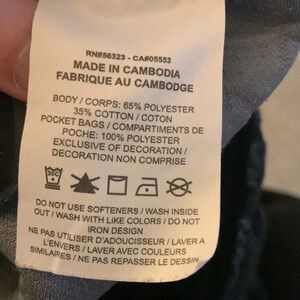 RN#56323 - CA#05553
MADE IN CAMBODIA
FABRIQUE AU CAMBODGE
BODY / CORPS: 65% POLYESTER
35% COTTON / COTON
POCKET BAGS / COMPARTIMENTS DE
POCHE: 100% POLYESTER
EXCLUSIVE OF DECORATION /
DECORATION NON COMPRISE
DO NOT USE SOFTENERS / WASH INSIDE
OUT / WASH WITH LIKE COLORS / DO NOT
IRON DESIGN
NE PAS UTILISER D'ADOUCISSEUR / LAVER A
L'ENVERS / LAVER AVEC COULEURS
SIMILAIRES / NE PAS REPASSER LE DESSIN